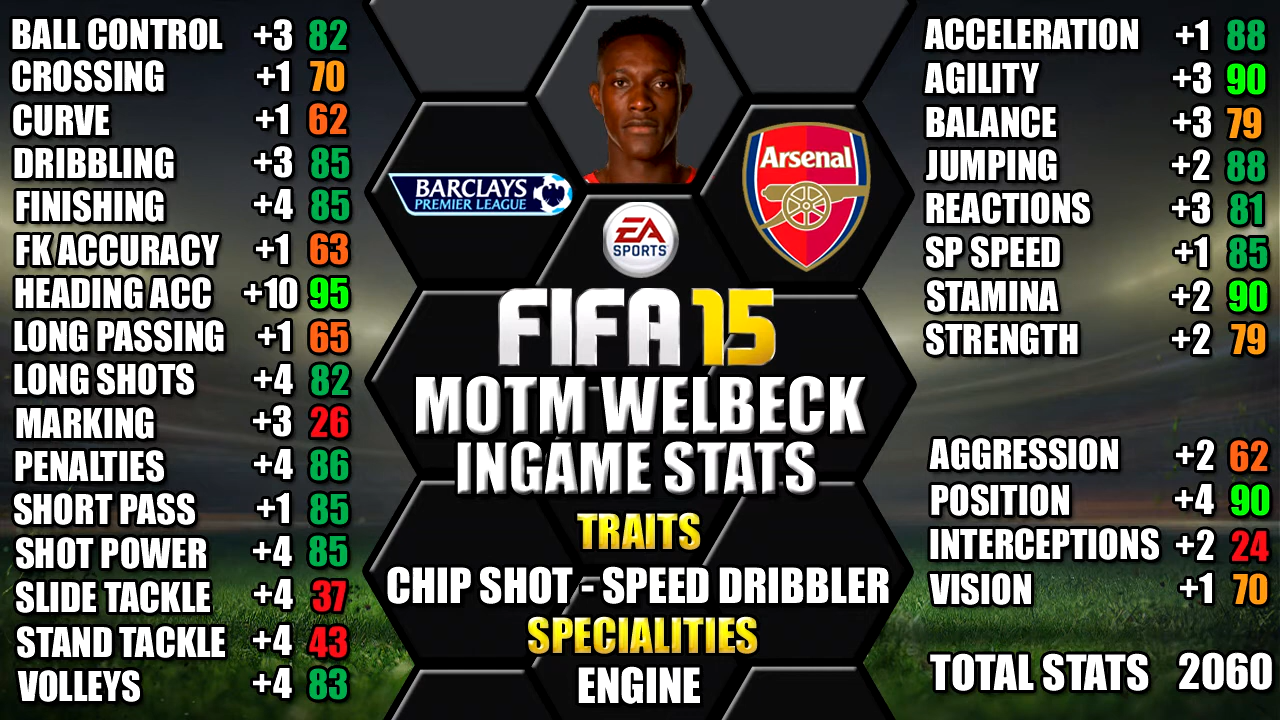 BALL CONTROL +3 82
CROSSING +1 70
CURVE +1 62
DRIBBLING +3 85
FINISHING +4 85
FK ACCURACY +1 63
HEADING ACC +10 95
LONG PASSING +1 65
LONG SHOTS +4 82
MARKING +3 26
PENALTIES +4 86
SHORT PASS +1 85
SHOT POWER +4 85
SLIDE TACKLE +4 37
STAND TACKLE +4 43
VOLLEYS +4 83
BARCLAYS
PREMIER LEAGUE
Arsenal
EA
SPORTS
FIFA 15
MOTM WELBECK
INGAME STATS
TRAITS
CHIP SHOT - SPEED DRIBBLER
SPECIALITIES
ENGINE
ACCELERATION +1 88
AGILITY +3 90
BALANCE +3 79
JUMPING +2 88
REACTIONS +3 81
SP SPEED +1 85
STAMINA +2 90
STRENGTH +2 79
AGGRESSION +2 62
POSITION +4 90
INTERCEPTIONS +2 24
VISION +1 70
TOTAL STATS 2060